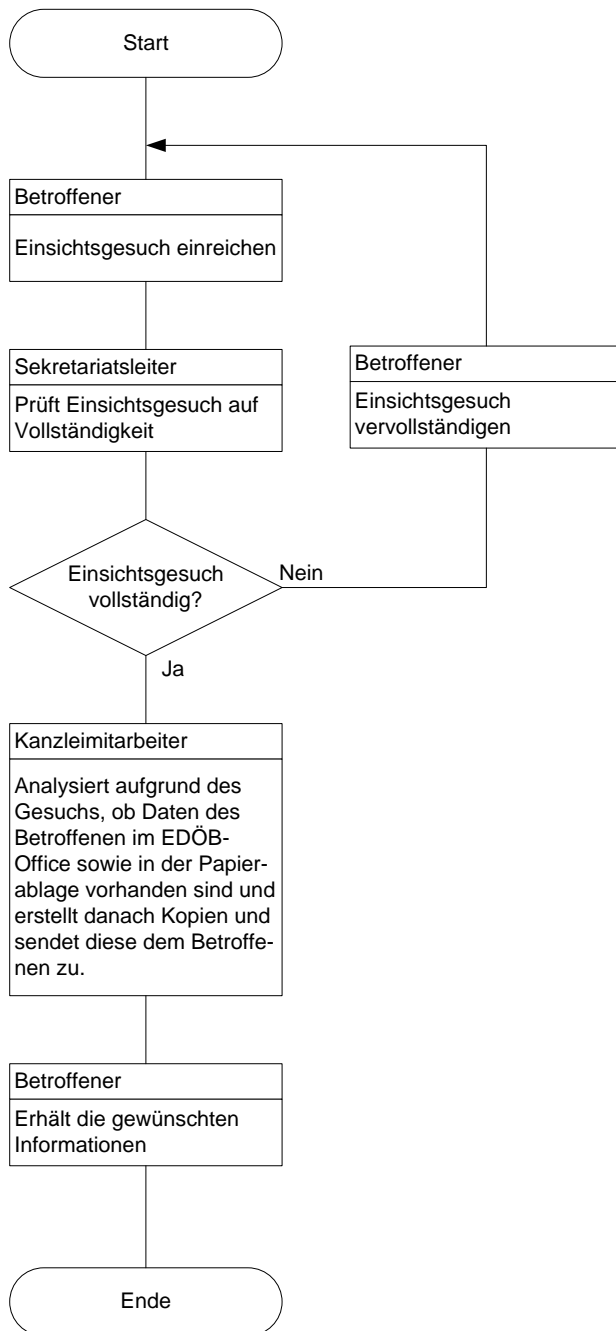 Start
Betroffener
Einsichtsgesuch einreichen
Sekretariatsleiter
Prüft Einsichtsgesuch auf
Vollständigkeit
Betroffener
Einsichtsgesuch
vervollständigen
Einsichtsgesuch
vollständig?
Nein
Ja
Kanzleimitarbeiter
Analysiert aufgrund des
Gesuchs, ob Daten des
Betroffenen im EDÖB-
Office sowie in der Papier-
ablage vorhanden sind und
erstellt danach Kopien und
sendet diese dem Betroffe-
nen zu.
Betroffener
Erhält die gewünschten
Informationen
Ende